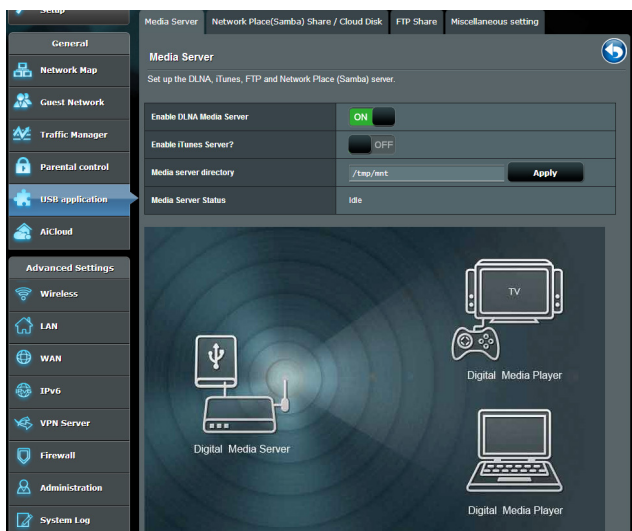 Setup
General
Network Map
Guest Network
Traffic Manager
Parental control
USB application
AiCloud
Advanced Settings
Wireless
LAN
WAN
IPv6
VPN Server
Firewall
Administration
System Log
Media Server
Network Place(Samba) Share / Cloud Disk
FTP Share
Miscellaneous setting
Media Server
Set up the DLNA, iTunes, FTP and Network Place (Samba) server.
Enable DLNA Media Server
ON
Enable iTunes Server?
OFF
Media server directory
/tmp/mnt
Apply
Media Server Status
Idle
TV
Digital Media Player
Digital Media Server
Digital Media Player